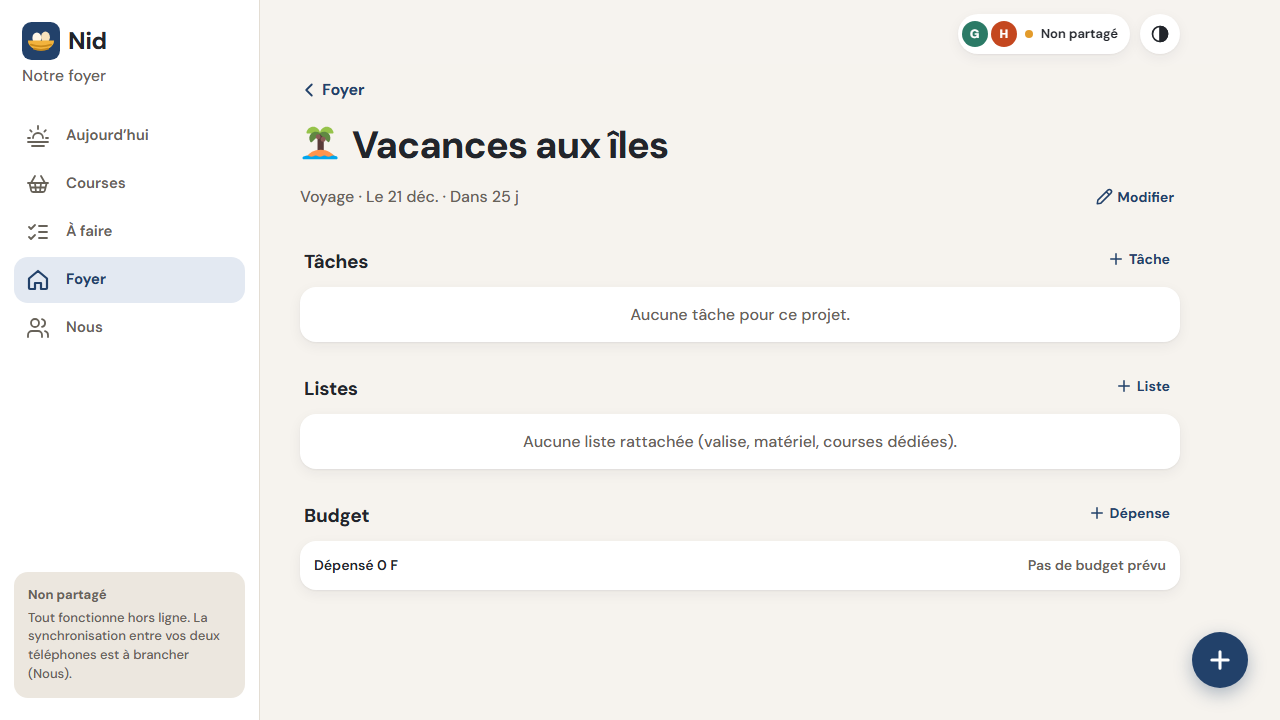 Nid
Notre foyer
Aujourd’hui
Courses
À faire
Foyer
Nous
Non partagé
Tout fonctionne hors ligne. La
synchronisation entre vos deux
téléphones est à brancher
(Nous).
G H Non partagé
Foyer
Vacances aux îles
Voyage · Le 21 déc. · Dans 25 j
Modifier
Tâches
Tâche
Aucune tâche pour ce projet.
Listes
Liste
Aucune liste rattachée (valise, matériel, courses dédiées).
Budget
Dépense
Dépensé 0 F
Pas de budget prévu